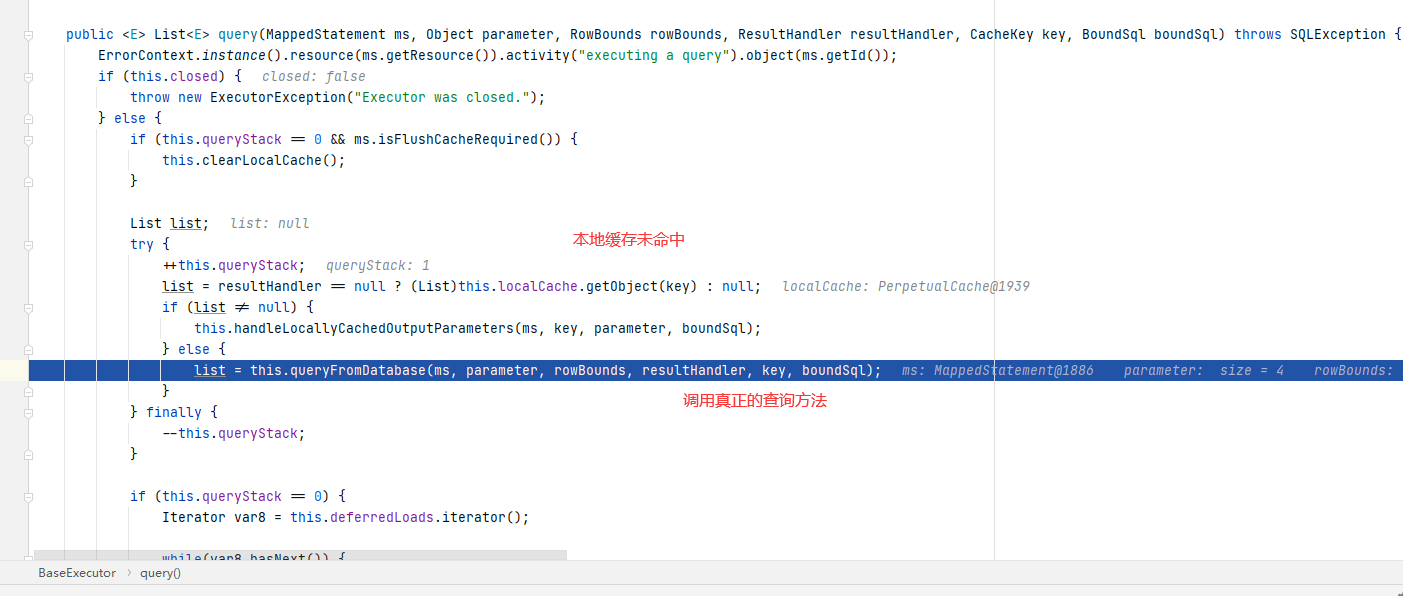 public <E> List<E> query(MappedStatement ms, Object parameter, RowBounds rowBounds, ResultHandler resultHandler, CacheKey key, BoundSql boundSql) throws SQLException {
ErrorContext.instance().resource(ms.getResource()).activity("executing a query").object(ms.getId());
if (this.closed) {   closed: false
throw new ExecutorException("Executor was closed.");
} else {
if (this.queryStack == 0 && ms.isFlushCacheRequired()) {
this.clearLocalCache();
}
List list;   list: null
本地缓存未命中
try {
++this.queryStack;   queryStack: 1
list = resultHandler == null ? (List)this.localCache.getObject(key) : null;   localCache: PerpetualCache@1939
if (list != null) {
this.handleLocallyCachedOutputParameters(ms, key, parameter, boundSql);
} else {
list = this.queryFromDatabase(ms, parameter, rowBounds, resultHandler, key, boundSql);   ms: MappedStatement@1886   parameter:  size = 4   rowBounds:
}
调用真正的查询方法
} finally {
--this.queryStack;
}
if (this.queryStack == 0) {
Iterator var8 = this.deferredLoads.iterator();
while(var8.hasNext()) {
BaseExecutor › query()